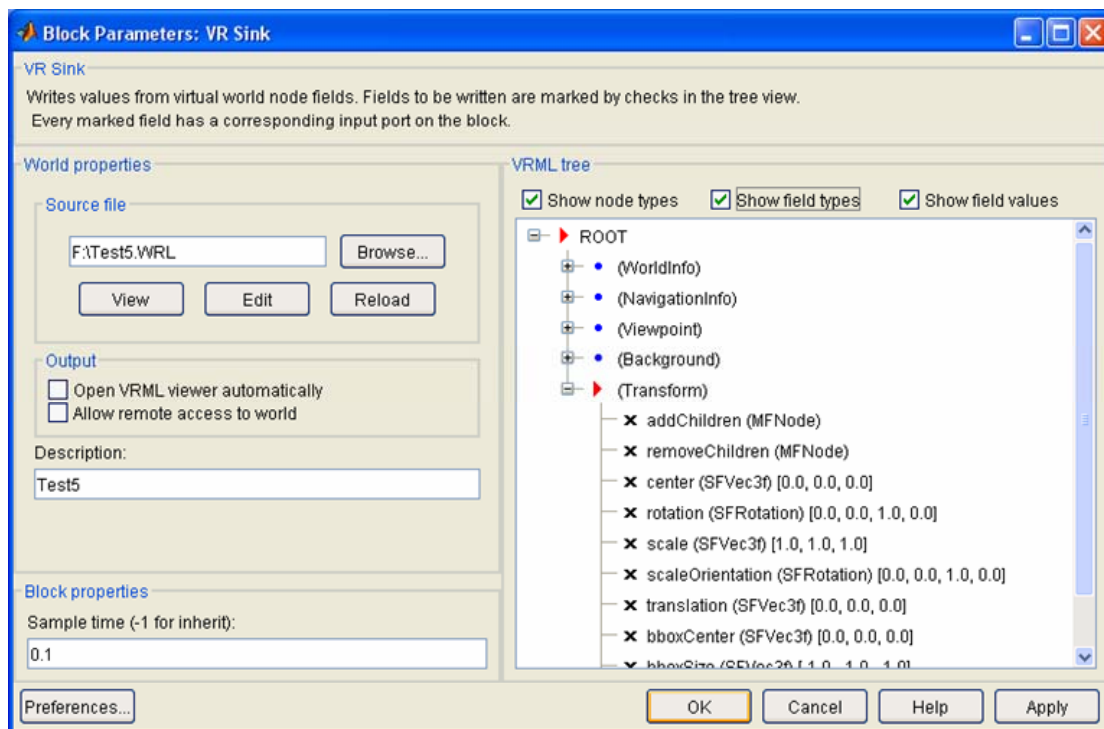 Block Parameters: VR Sink
VR Sink
Writes values from virtual world node fields. Fields to be written are marked by checks in the tree view.
Every marked field has a corresponding input port on the block.
World properties
Source file
F:\Test5.WRL
Browse...
View
Edit
Reload
Output
Open VRML viewer automatically
Allow remote access to world
Description:
Test5
Block properties
Sample time (-1 for inherit):
0.1
VRML tree
Show node types
Show field types
Show field values
ROOT
(WorldInfo)
(NavigationInfo)
(Viewpoint)
(Background)
(Transform)
addChildren (MFNode)
removeChildren (MFNode)
center (SFVec3f) [0.0, 0.0, 0.0]
rotation (SFRotation) [0.0, 0.0, 1.0, 0.0]
scale (SFVec3f) [1.0, 1.0, 1.0]
scaleOrientation (SFRotation) [0.0, 0.0, 1.0, 0.0]
translation (SFVec3f) [0.0, 0.0, 0.0]
bboxCenter (SFVec3f) [0.0, 0.0, 0.0]
bboxSize (SFVec3f)
Preferences...
OK
Cancel
Help
Apply